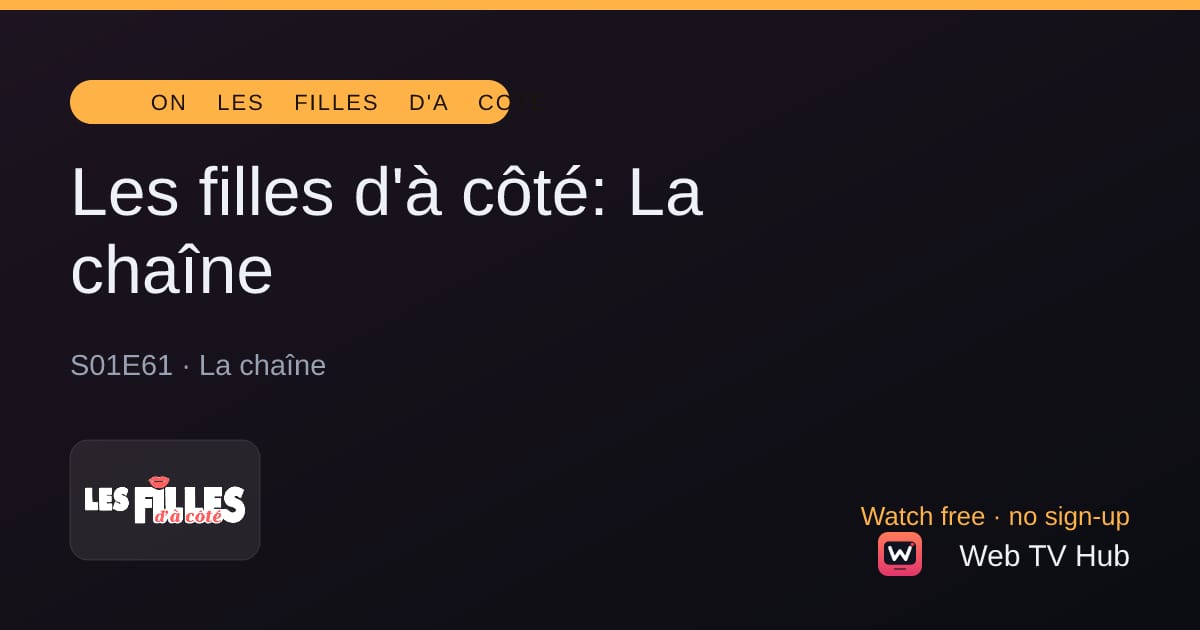 ON LES FILLES D'A CO
Les filles d'à côté: La
chaîne
S01E61 · La chaîne
LES FILLES
d'à côté
Watch free · no sign-up
W
Web TV Hub